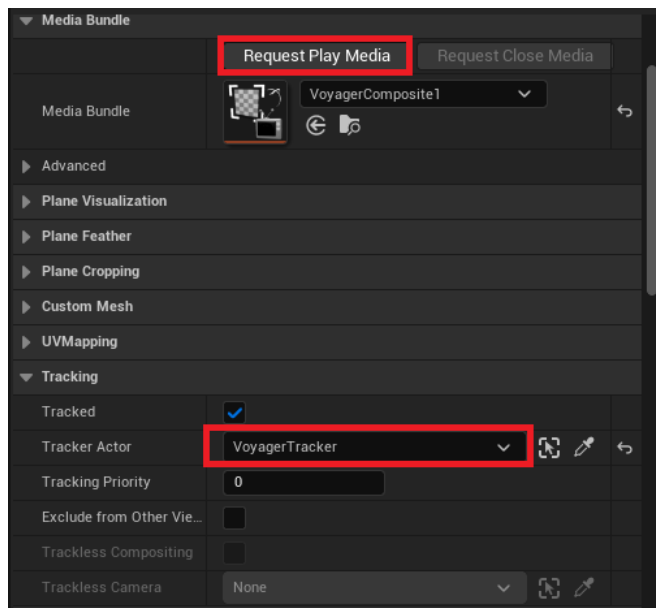 Media Bundle
Request Play Media Request Close Media
Media Bundle VoyagerComposite1
Advanced
Plane Visualization
Plane Feather
Plane Cropping
Custom Mesh
UVMapping
Tracking
Tracked
Tracker Actor VoyagerTracker
Tracking Priority 0
Exclude from Other Vie...
Trackless Compositing
Trackless Camera None